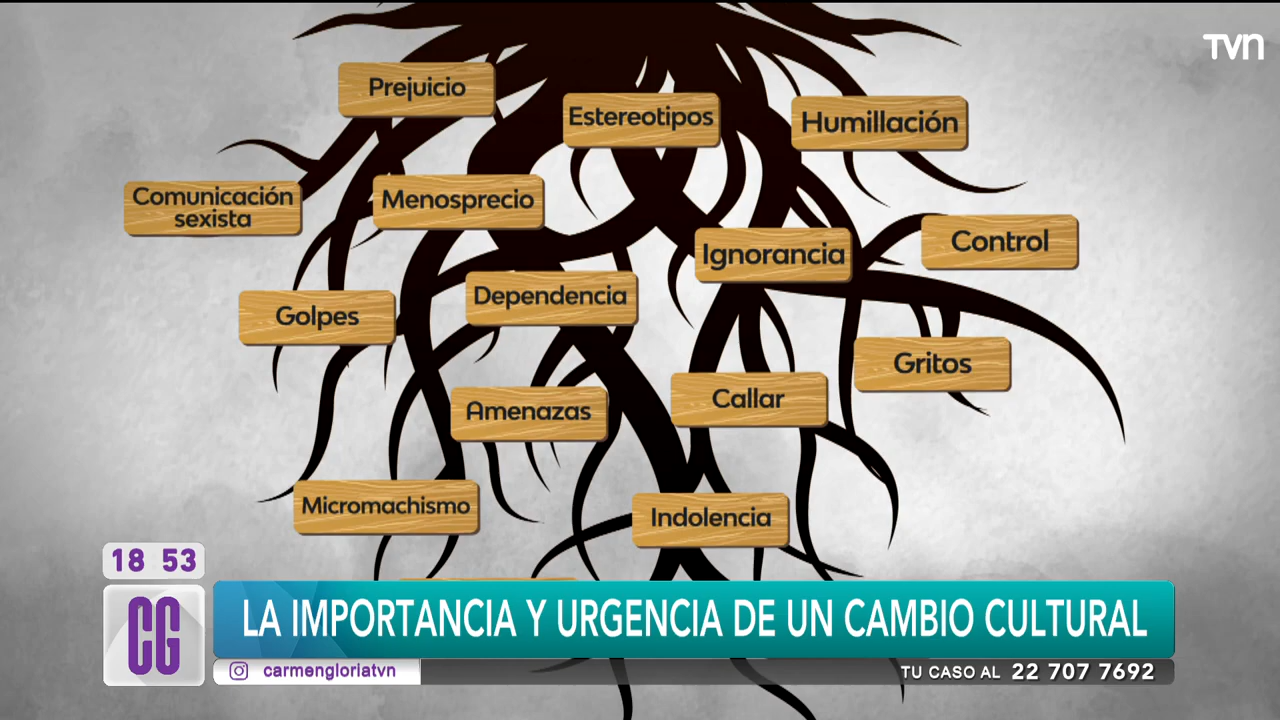 TVN
Prejuicio
Estereotipos
Humillación
Comunicación
sexista
Menosprecio
Control
Ignorancia
Dependencia
Golpes
Gritos
Amenazas
Callar
Micromachismo
Indolencia
18 53
CG
LA IMPORTANCIA Y URGENCIA DE UN CAMBIO CULTURAL
carmengloriatvn
TU CASO AL 22 707 7692